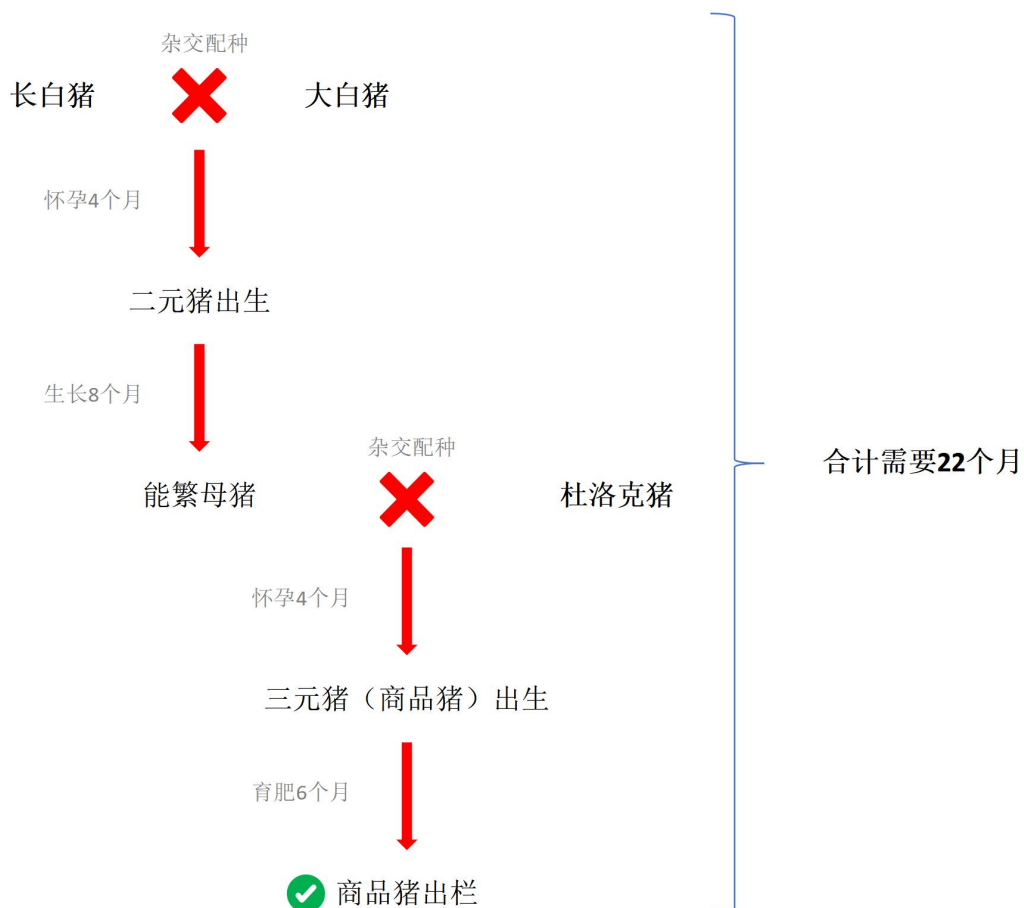 杂交配种
长白猪
大白猪
怀孕4个月
二元猪出生
生长8个月
杂交配种
能繁母猪
杜洛克猪
合计需要22个月
怀孕4个月
三元猪（商品猪）出生
育肥6个月
商品猪出栏